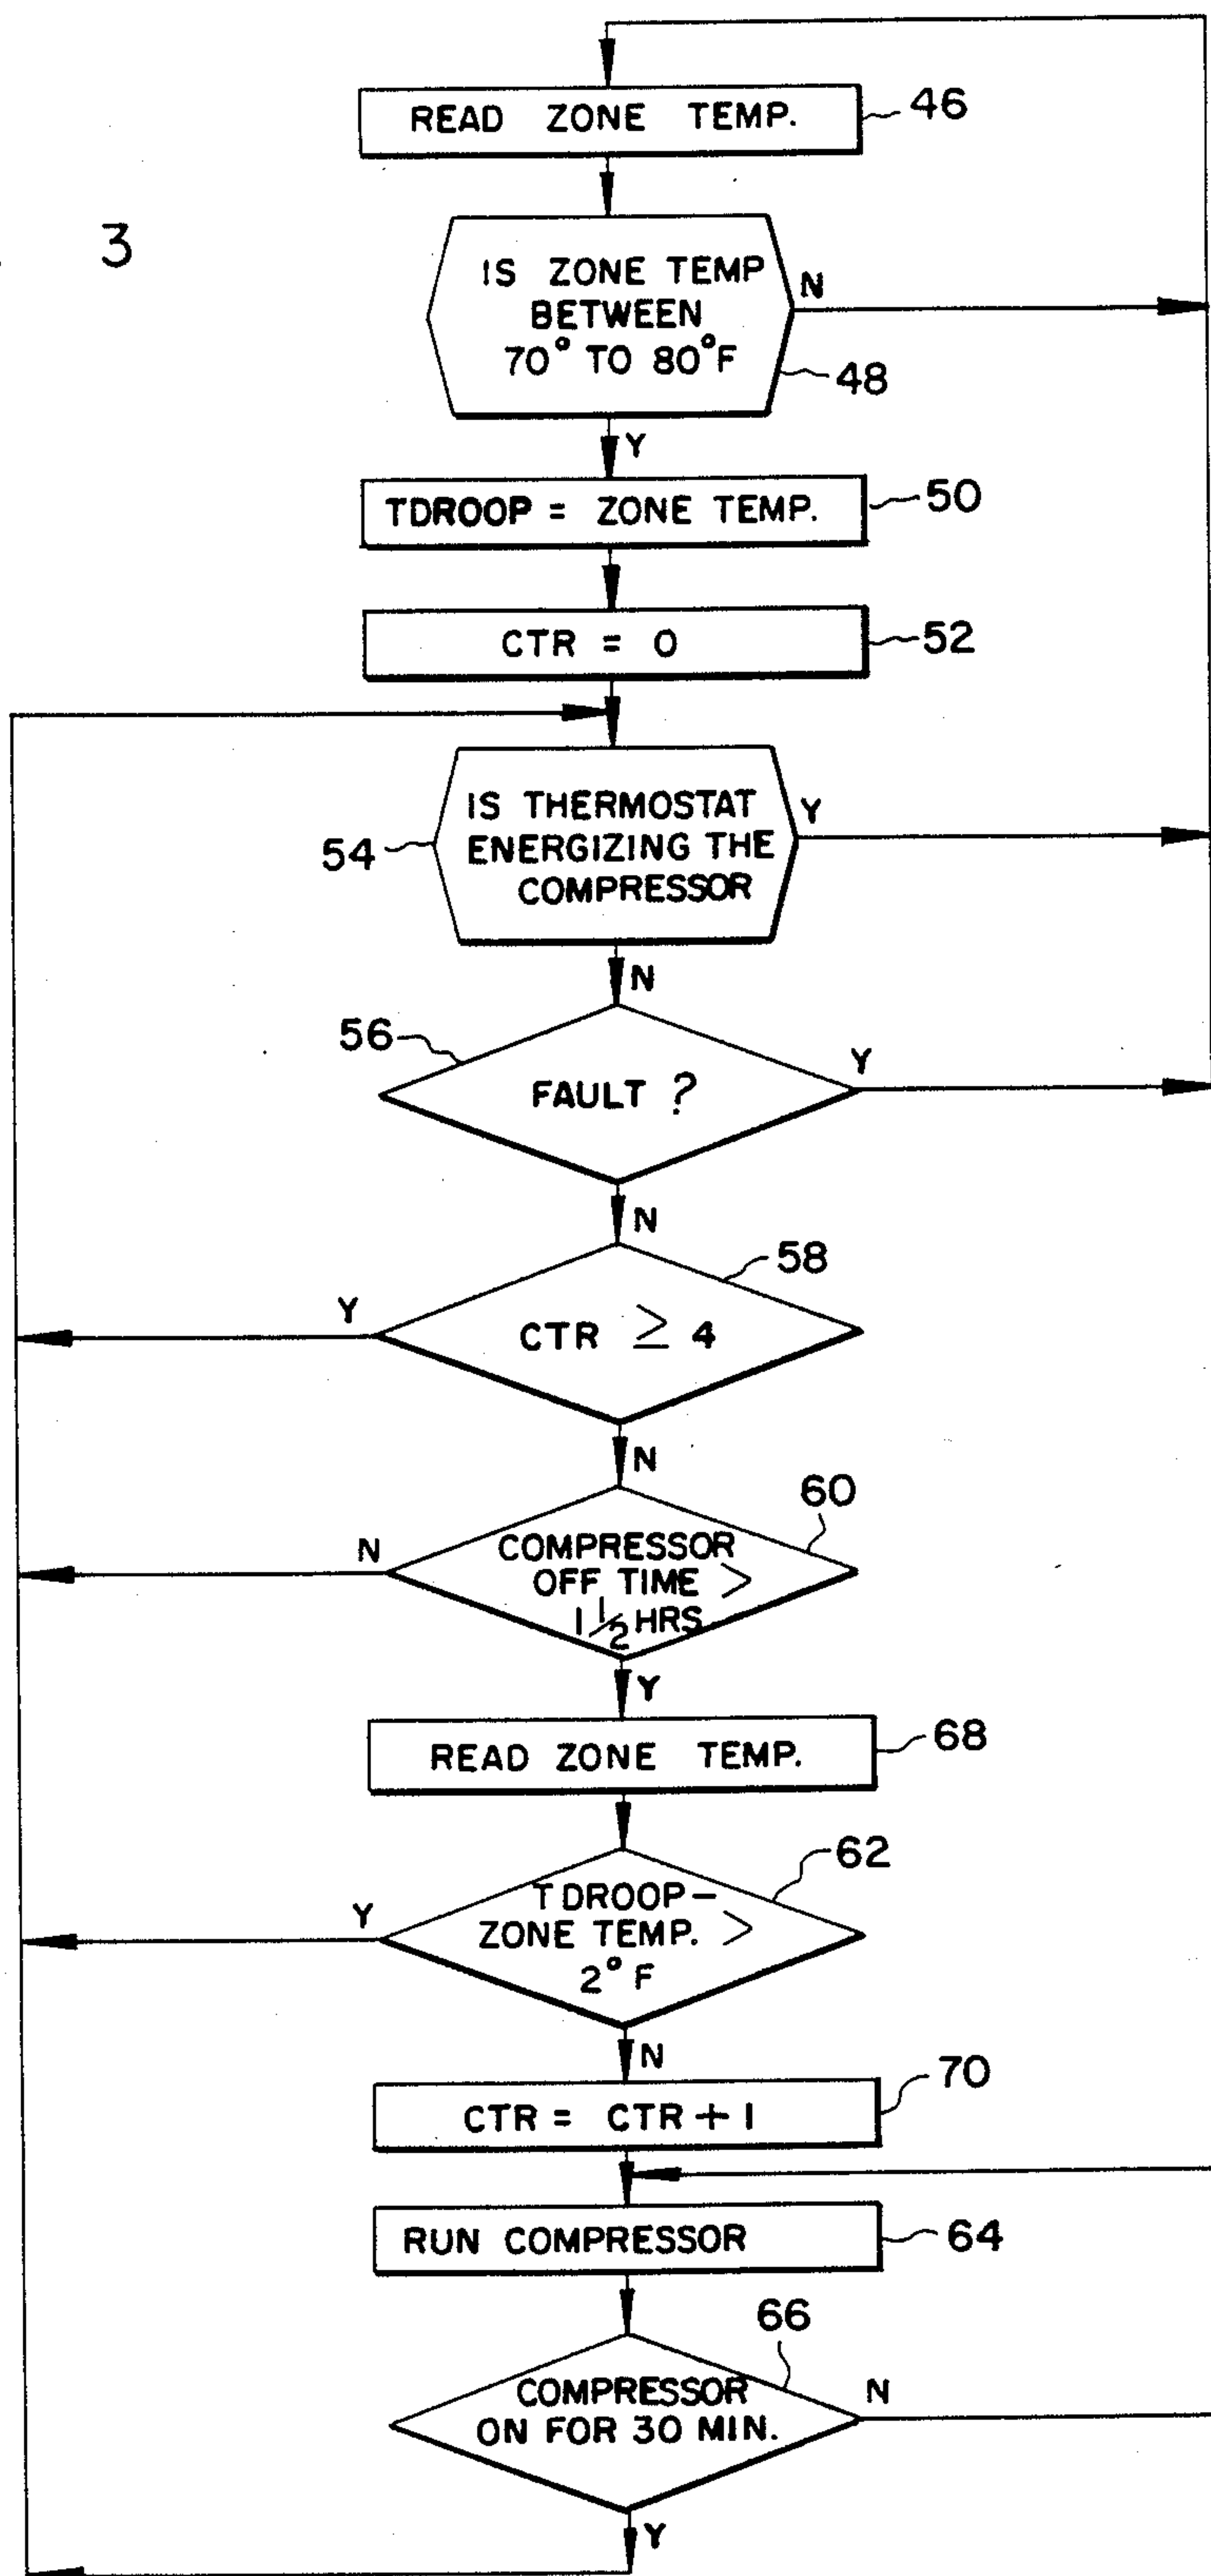 READ ZONE TEMP.
46
3
IS ZONE TEMP
BETWEEN
70° TO 80°F
N
48
Y
TDROOP = ZONE TEMP.
50
CTR = 0
52
IS THERMOSTAT
ENERGIZING THE
COMPRESSOR
Y
54
N
56
FAULT ?
Y
N
58
Y
CTR ≥ 4
N
60
N
COMPRESSOR
OFF TIME >
1 1/2 HRS.
Y
READ ZONE TEMP.
68
62
Y
TDROOP-
ZONE TEMP. >
2° F
N
70
CTR = CTR + 1
RUN COMPRESSOR
64
66
COMPRESSOR
ON FOR 30 MIN.
N
Y